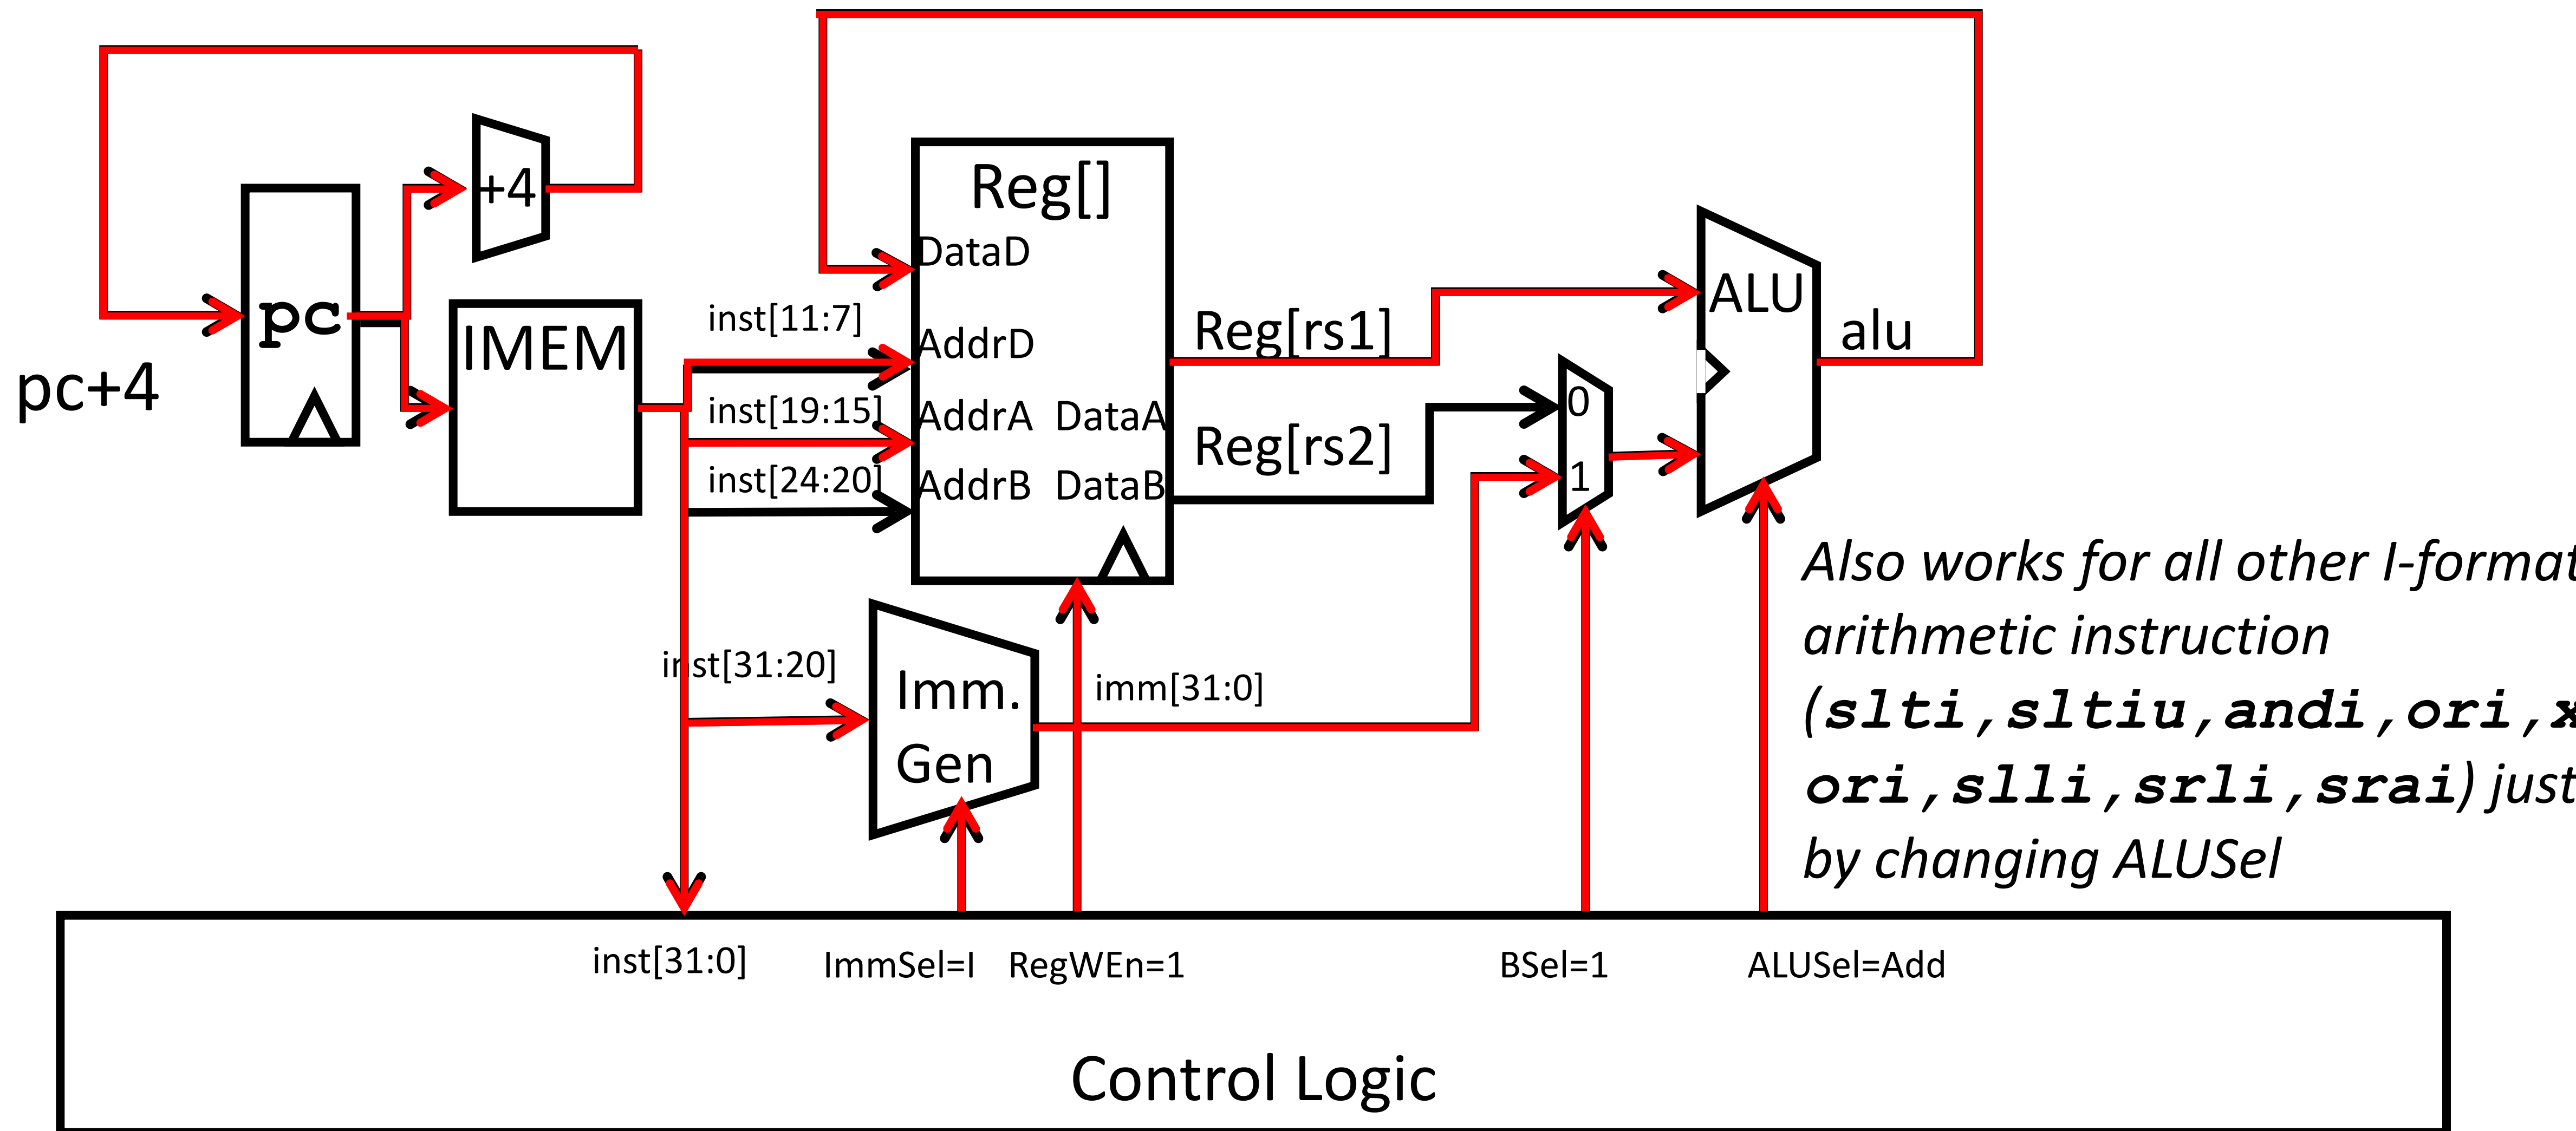 pc+4
pc
+4
IMEM
inst[11:7]
inst[19:15]
inst[24:20]
Reg[]
DataD
AddrD
AddrA DataA
AddrB DataB
Reg[rs1]
Reg[rs2]
0
1
ALU
alu
inst[31:20]
Imm.
Gen
imm[31:0]
Also works for all other I-format
arithmetic instruction
(slti,sltiu,andi,ori,x
ori,slli,srli,srai) just
by changing ALUSel
inst[31:0]
ImmSel=I
RegWEn=1
BSel=1
ALUSel=Add
Control Logic